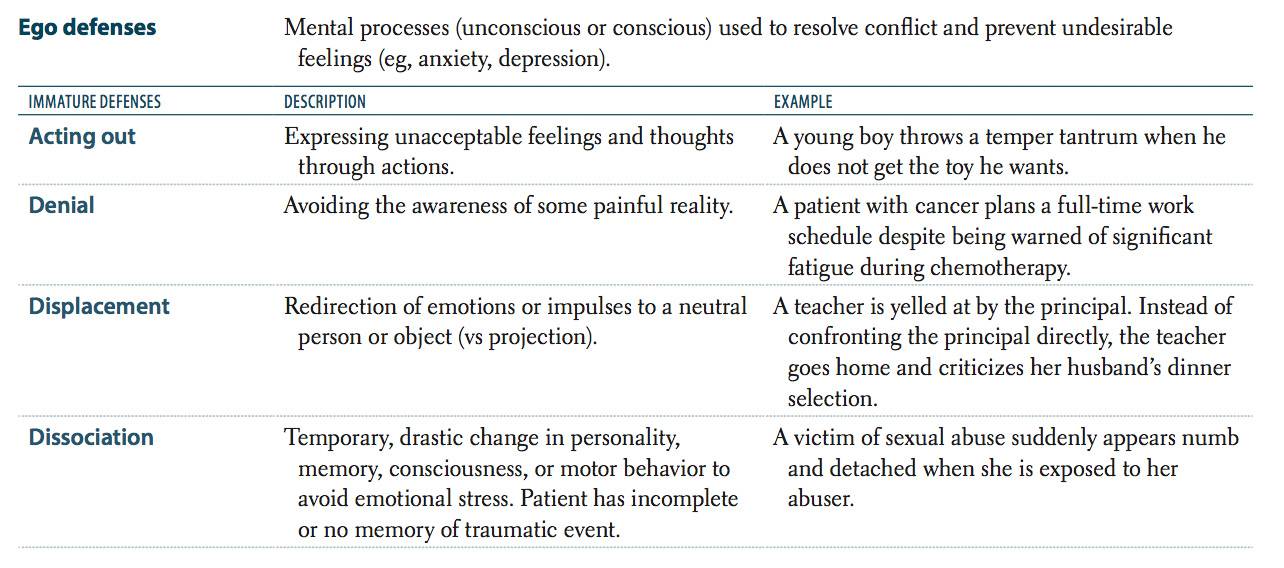 Ego defenses Mental processes (unconscious or conscious) used to resolve conflict and prevent undesirable
feelings (eg, anxiety, depression).
IMMATURE DEFENSES DESCRIPTION EXAMPLE
Acting out Expressing unacceptable feelings and thoughts A young boy throws a temper tantrum when he
through actions. does not get the toy he wants.
Denial Avoiding the awareness of some painful reality. A patient with cancer plans a full-time work
schedule despite being warned of significant
fatigue during chemotherapy.
Displacement Redirection of emotions or impulses to a neutral A teacher is yelled at by the principal. Instead of
person or object (vs projection). confronting the principal directly, the teacher
goes home and criticizes her husband's dinner
selection.
Dissociation Temporary, drastic change in personality, A victim of sexual abuse suddenly appears numb
memory, consciousness, or motor behavior to and detached when she is exposed to her
avoid emotional stress. Patient has incomplete abuser.
or no memory of traumatic event.